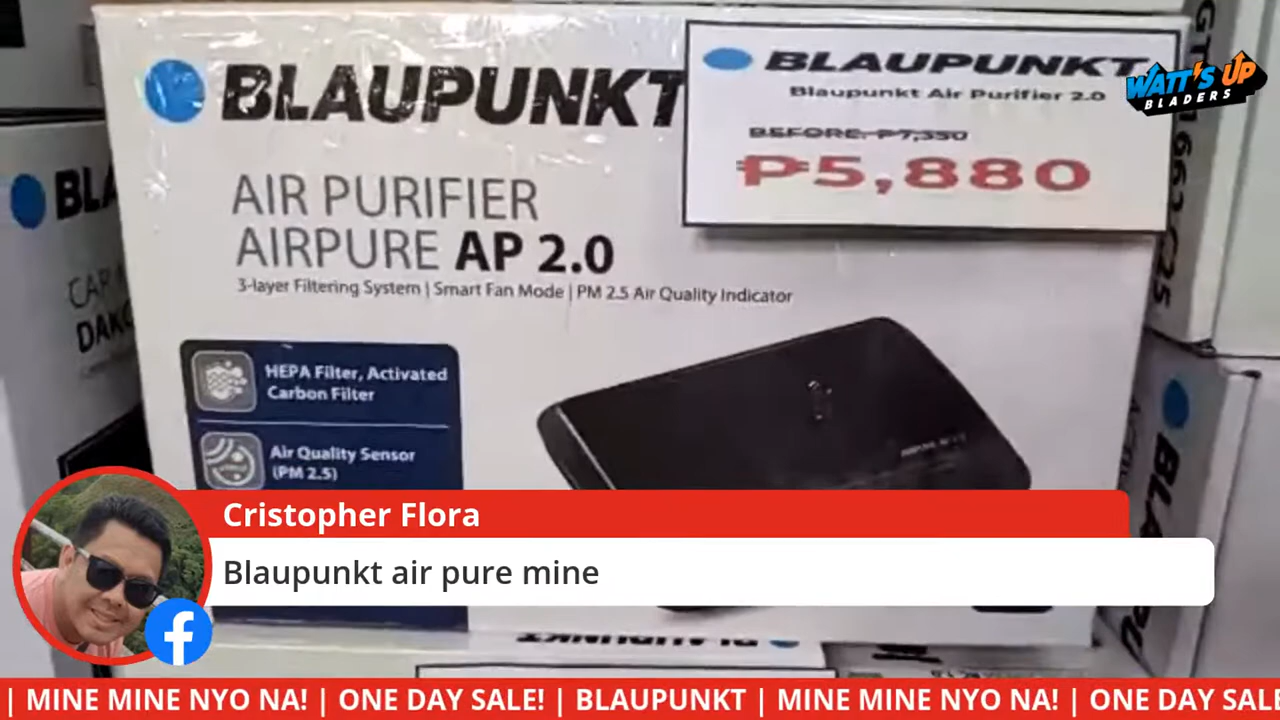 BLAUPUNKT
AIR PURIFIER
AIRPURE AP 2.0
3-layer Filtering System | Smart Fan Mode | PM 2.5 Air Quality Indicator
HEPA Filter, Activated
Carbon Filter
Air Quality Sensor
(PM 2.5)
BLAUPUNKT
Blaupunkt Air Purifier 2.0
BEFORE: ₱7,350
₱5,880
WATT'S UP
BLADERS
BLA
CAR
Cristopher Flora
Blaupunkt air pure mine
BLAUPUNKT
| MINE MINE NYO NA! | ONE DAY SALE! | BLAUPUNKT | MINE MINE NYO NA! | ONE DAY SALE